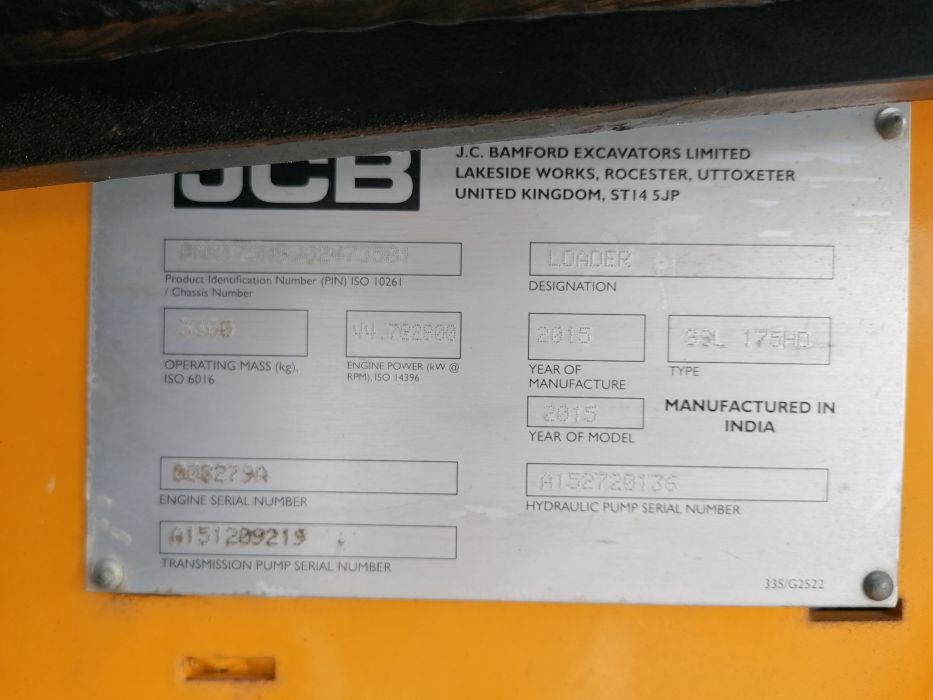 JCB
J.C. BAMFORD EXCAVATORS LIMITED
LAKESIDE WORKS, ROCESTER, UTTOXETER
UNITED KINGDOM, ST14 5JP
LOADER
Product Identification Number (PIN) ISO 10261
/ Chassis Number
DESIGNATION
2015
OPERATING MASS (kg),
ISO 6016
ENGINE POWER (kW @
RPM), ISO 14396
YEAR OF
MANUFACTURE
TYPE
2015
YEAR OF MODEL
MANUFACTURED IN
INDIA
ENGINE SERIAL NUMBER
A152720136
HYDRAULIC PUMP SERIAL NUMBER
A151209219
TRANSMISSION PUMP SERIAL NUMBER
335/G2522